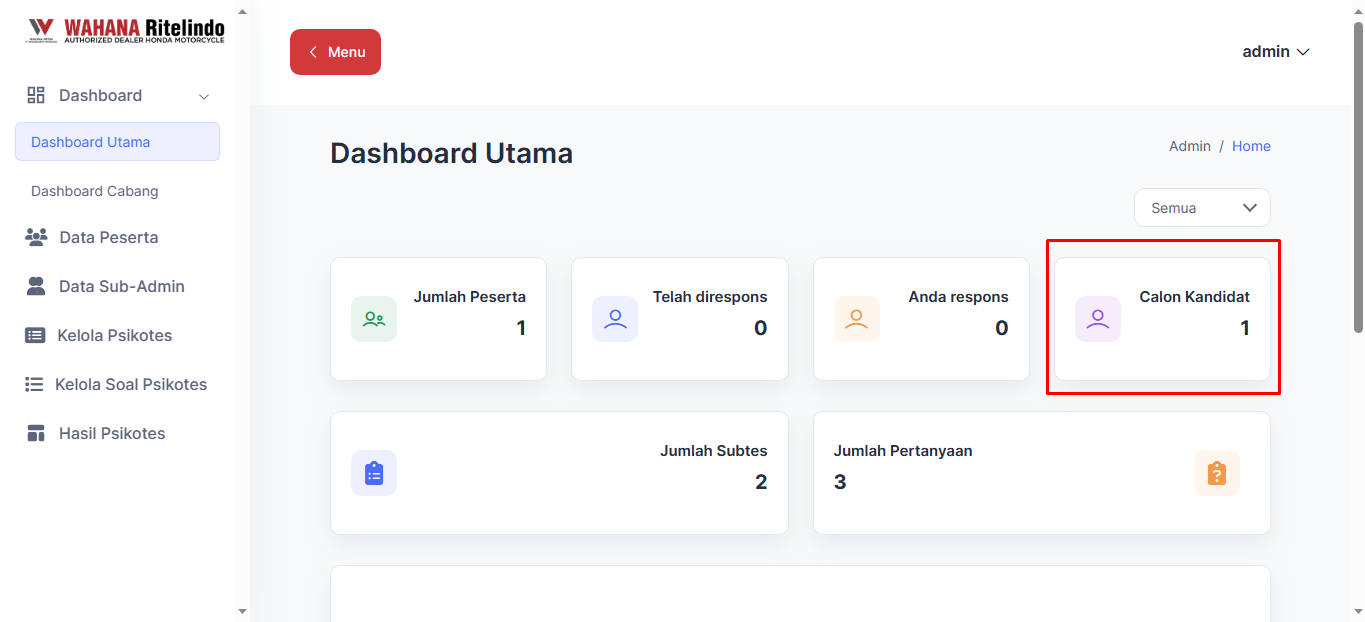 WAHANA Ritelindo
AUTHORIZED DEALER HONDA MOTORCYCLE
Menu
admin
Dashboard
Dashboard Utama
Dashboard Cabang
Data Peserta
Data Sub-Admin
Kelola Psikotes
Kelola Soal Psikotes
Hasil Psikotes
Dashboard Utama
Admin / Home
Semua
Jumlah Peserta
1
Telah direspons
0
Anda respons
0
Calon Kandidat
1
Jumlah Subtes
2
Jumlah Pertanyaan
3